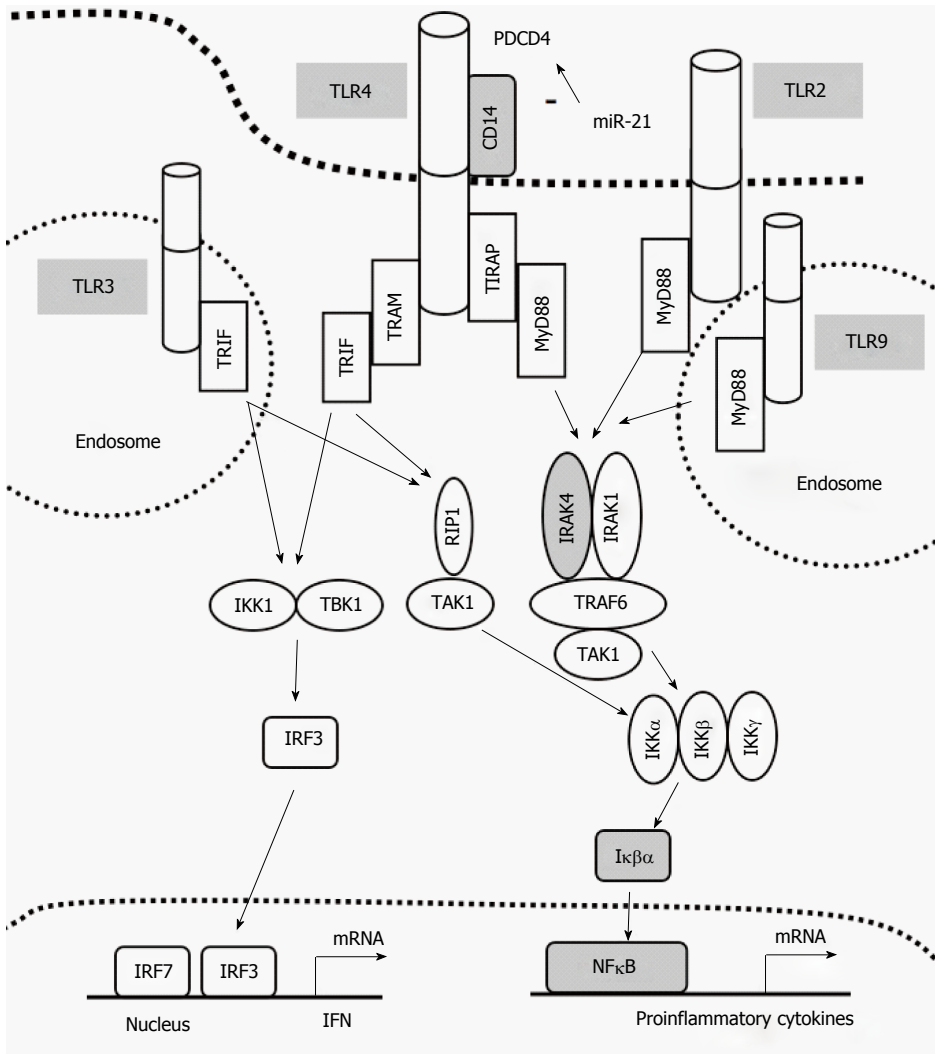 PDCD4
TLR4
TLR2
CD14
miR-21
TLR3
TRIF
TRIF
TRAM
TIRAP
MyD88
MyD88
MyD88
TLR9
Endosome
Endosome
RIP1
IRAK4
IRAK1
IKK1
TBK1
TAK1
TRAF6
TAK1
IRF3
IKKα
IKKβ
IKKγ
Iκβα
mRNA
mRNA
IRF7
IRF3
NFκB
Nucleus
IFN
Proinflammatory cytokines